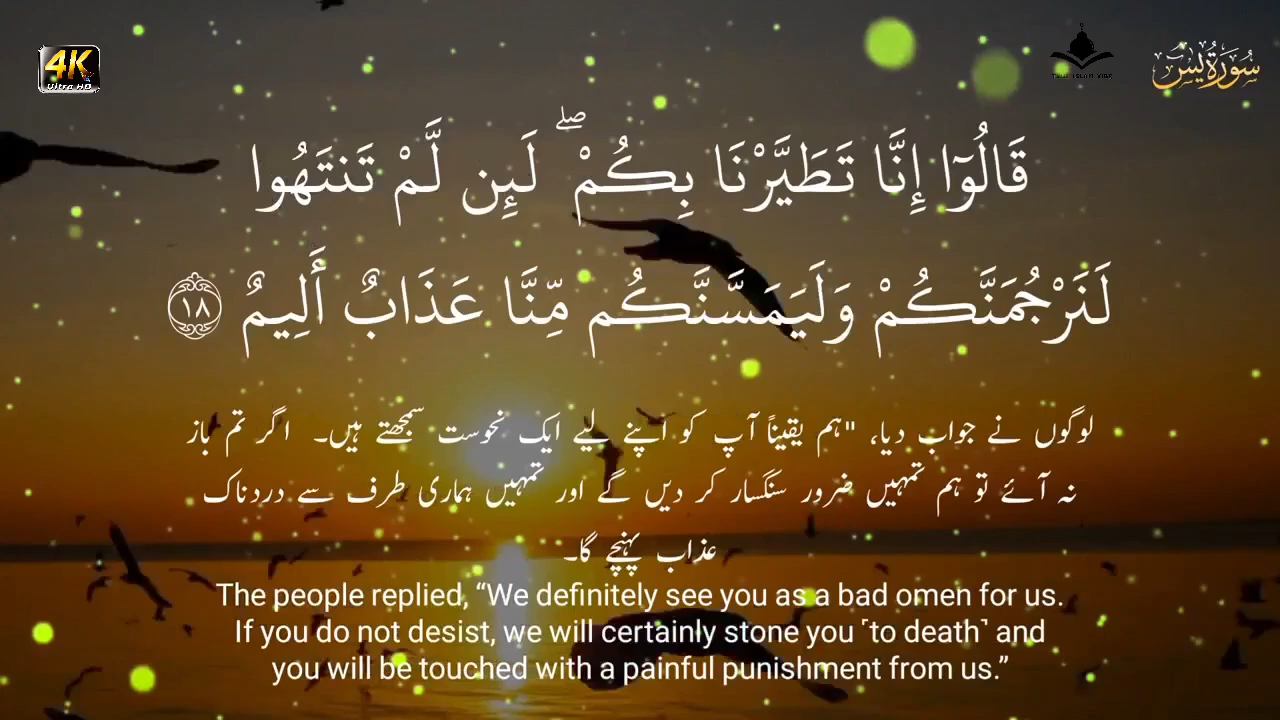 4K
Ultra HD
سُورَةُ يس
قَالُوٓا۟ إِنَّا تَطَيَّرْنَا بِكُمْ ۖ لَئِن لَّمْ تَنتَهُوا۟
لَنَرْجُمَنَّكُمْ وَلَيَمَسَّنَّكُم مِّنَّا عَذَابٌ أَلِيمٌ ١٨
لوگوں نے جواب دیا، "ہم یقیناً آپ کو اپنے لیے ایک نحوست سمجھتے ہیں۔ اگر تم باز
نہ آئے تو ہم تمہیں ضرور سنگسار کر دیں گے اور تمہیں ہماری طرف سے دردناک
عذاب پہنچے گا۔
The people replied, “We definitely see you as a bad omen for us.
If you do not desist, we will certainly stone you ˹to death˺ and
you will be touched with a painful punishment from us.”